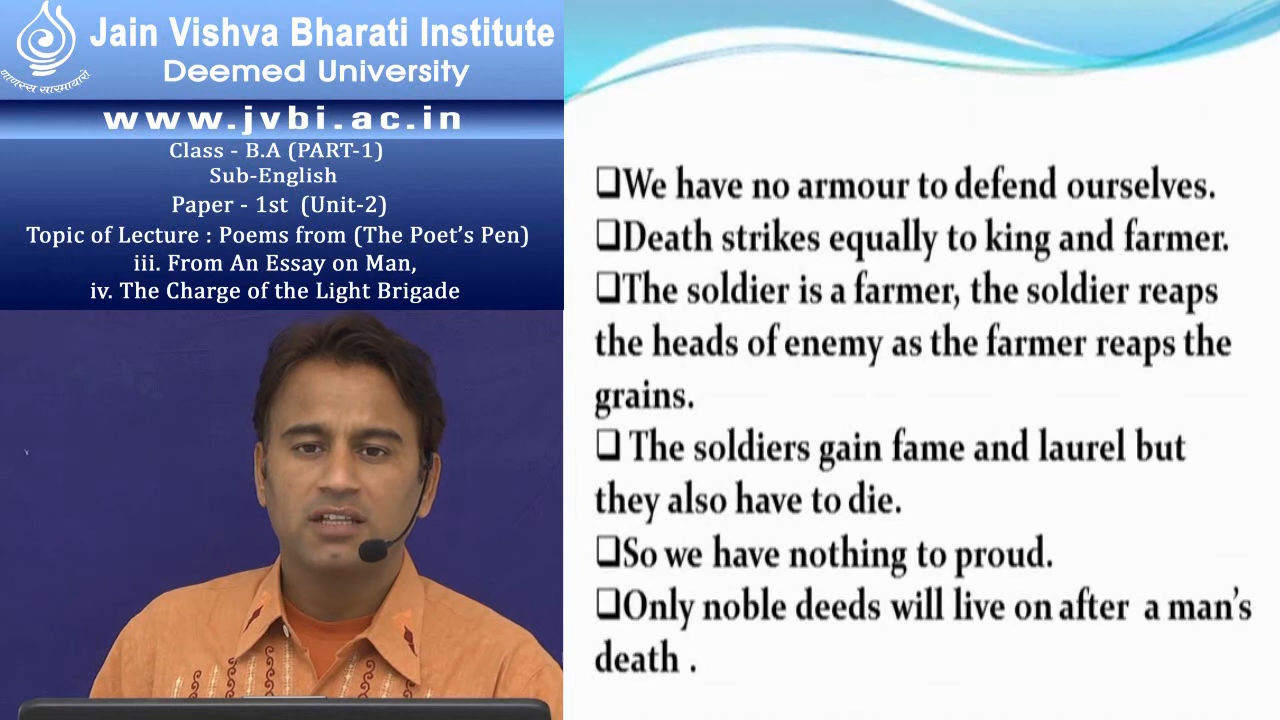 Jain Vishva Bharati Institute
Deemed University
www.jvbi.ac.in
Class - B.A (PART-1)
Sub-English
Paper - 1st (Unit-2)
Topic of Lecture : Poems from (The Poet's Pen)
iii. From An Essay on Man,
iv. The Charge of the Light Brigade
❑We have no armour to defend ourselves.
❑Death strikes equally to king and farmer.
❑The soldier is a farmer, the soldier reaps
the heads of enemy as the farmer reaps the
grains.
❑ The soldiers gain fame and laurel but
they also have to die.
❑So we have nothing to proud.
❑Only noble deeds will live on after a man's
death .